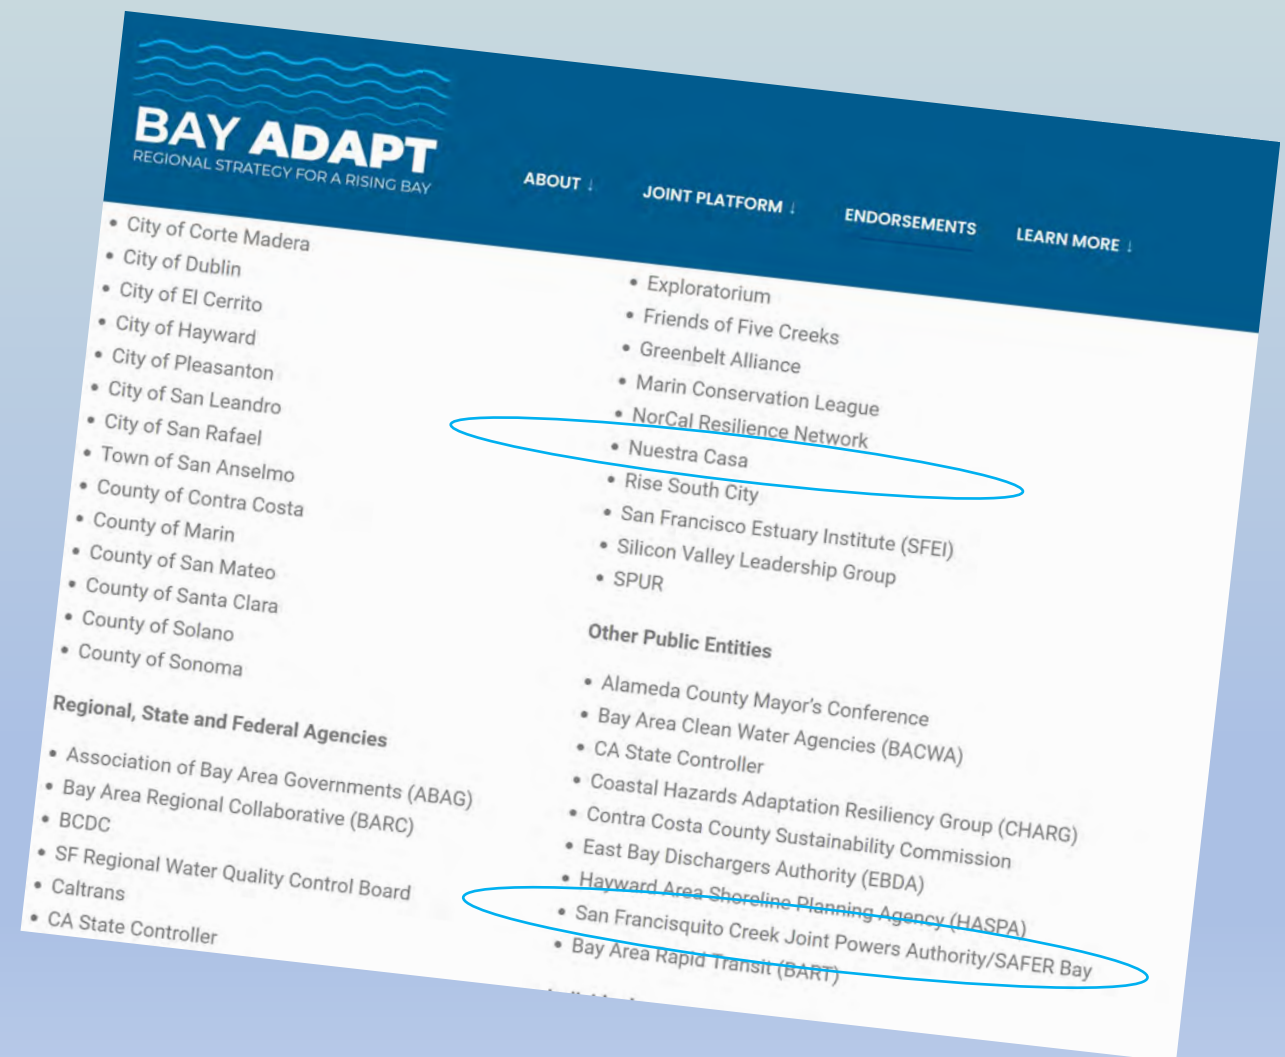 BAY ADAPT
REGIONAL STRATEGY FOR A RISING BAY
ABOUT ↓
JOINT PLATFORM ↓
ENDORSEMENTS
LEARN MORE ↓
• City of Corte Madera
• City of Dublin
• City of El Cerrito
• City of Hayward
• City of Pleasanton
• City of San Leandro
• City of San Rafael
• Town of San Anselmo
• County of Contra Costa
• County of Marin
• County of San Mateo
• County of Santa Clara
• County of Solano
• County of Sonoma
Regional, State and Federal Agencies
• Association of Bay Area Governments (ABAG)
• Bay Area Regional Collaborative (BARC)
• BCDC
• SF Regional Water Quality Control Board
• Caltrans
• CA State Controller
• Exploratorium
• Friends of Five Creeks
• Greenbelt Alliance
• Marin Conservation League
• NorCal Resilience Network
• Nuestra Casa
• Rise South City
• San Francisco Estuary Institute (SFEI)
• Silicon Valley Leadership Group
• SPUR
Other Public Entities
• Alameda County Mayor's Conference
• Bay Area Clean Water Agencies (BACWA)
• CA State Controller
• Coastal Hazards Adaptation Resiliency Group (CHARG)
• Contra Costa County Sustainability Commission
• East Bay Dischargers Authority (EBDA)
• Hayward Area Shoreline Planning Agency (HASPA)
• San Francisquito Creek Joint Powers Authority/SAFER Bay
• Bay Area Rapid Transit (BART)